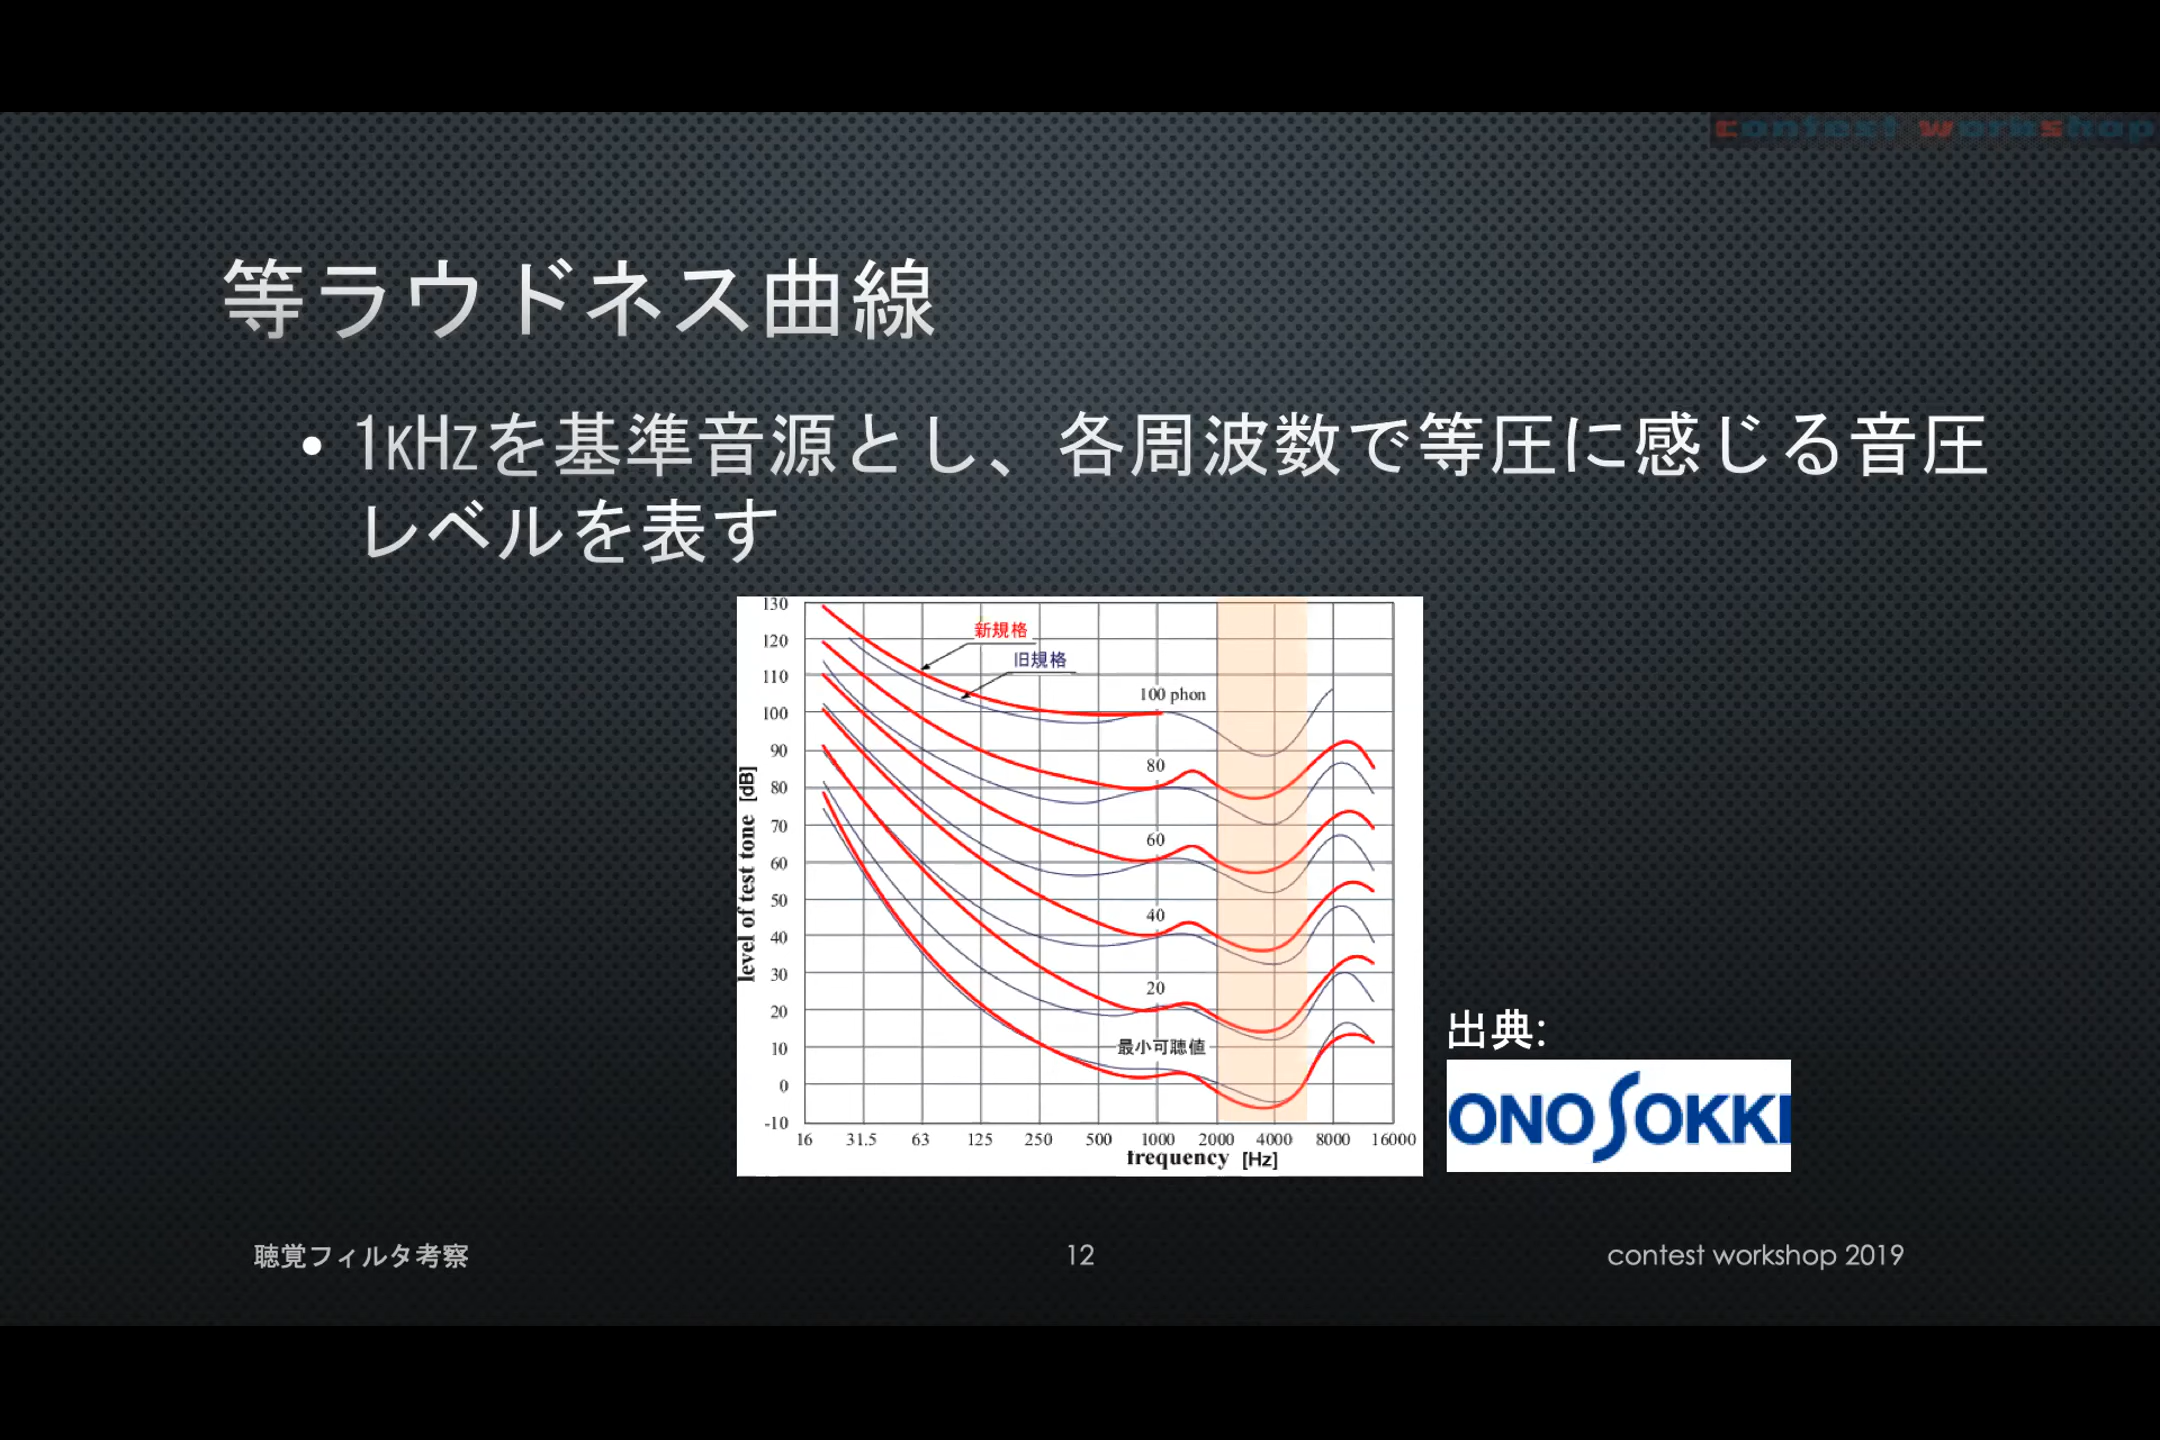 contest workshop
等ラウドネス曲線
• 1kHzを基準音源とし、各周波数で等圧に感じる音圧
レベルを表す
130
120
110
100
90
80
70
60
50
40
30
20
10
0
-10
level of test tone [dB]
新規格
旧規格
100 phon
80
60
40
20
最小可聴値
16 31.5 63 125 250 500 1000 2000 4000 8000 16000
frequency [Hz]
出典:
ONO SOKKI
聴覚フィルタ考察
12
contest workshop 2019